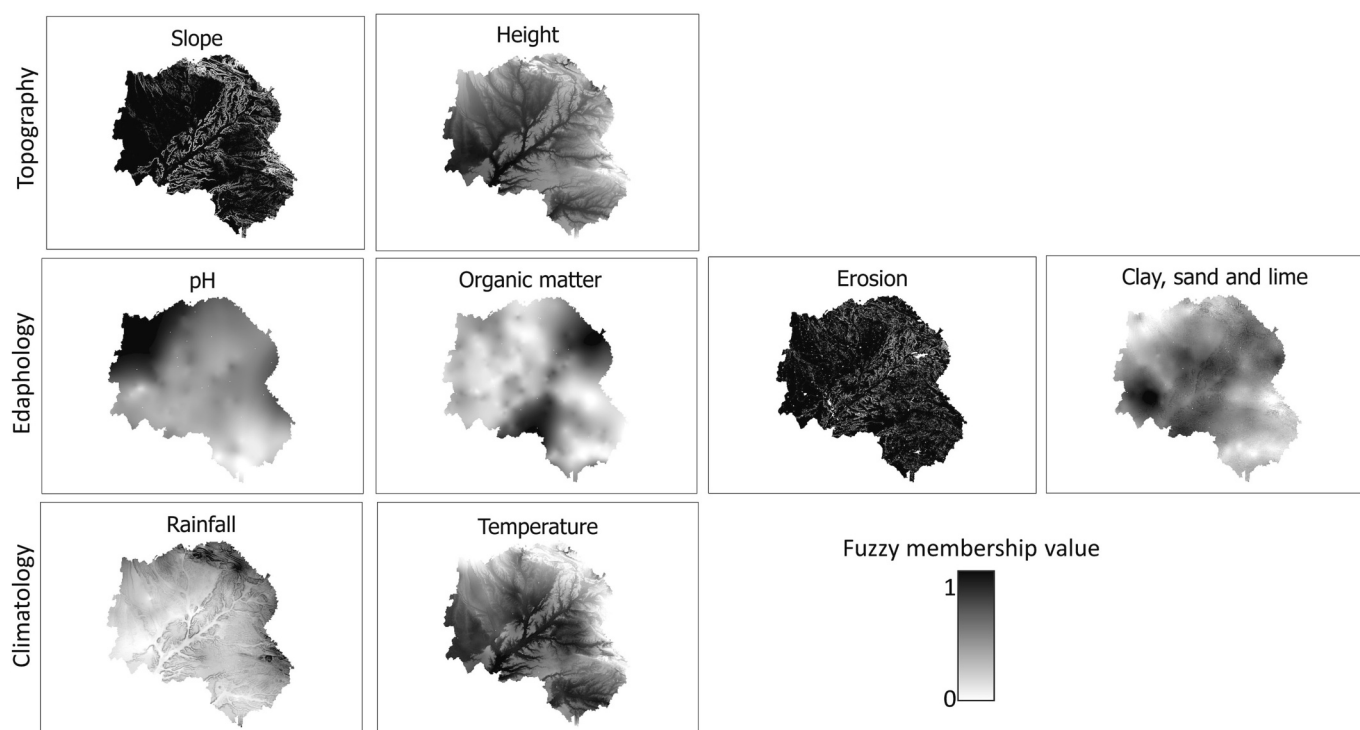 Topography
Slope
Height
Edaphology
pH
Organic matter
Erosion
Clay, sand and lime
Climatology
Rainfall
Temperature
Fuzzy membership value
1
0